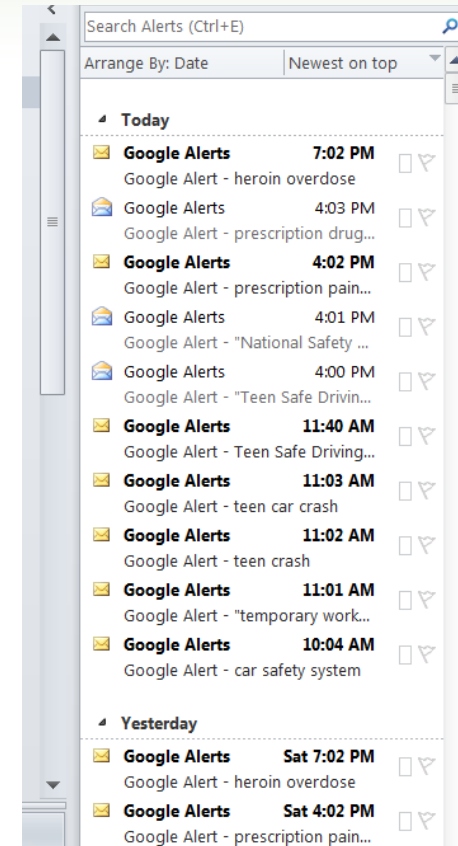 Search Alerts (Ctrl+E)
Arrange By: Date Newest on top
Today
Google Alerts 7:02 PM
Google Alert - heroin overdose
Google Alerts 4:03 PM
Google Alert - prescription drug...
Google Alerts 4:02 PM
Google Alert - prescription pain...
Google Alerts 4:01 PM
Google Alert - "National Safety ...
Google Alerts 4:00 PM
Google Alert - "Teen Safe Drivin...
Google Alerts 11:40 AM
Google Alert - Teen Safe Driving...
Google Alerts 11:03 AM
Google Alert - teen car crash
Google Alerts 11:02 AM
Google Alert - teen crash
Google Alerts 11:01 AM
Google Alert - "temporary work...
Google Alerts 10:04 AM
Google Alert - car safety system
Yesterday
Google Alerts Sat 7:02 PM
Google Alert - heroin overdose
Google Alerts Sat 4:02 PM
Google Alert - prescription pain...